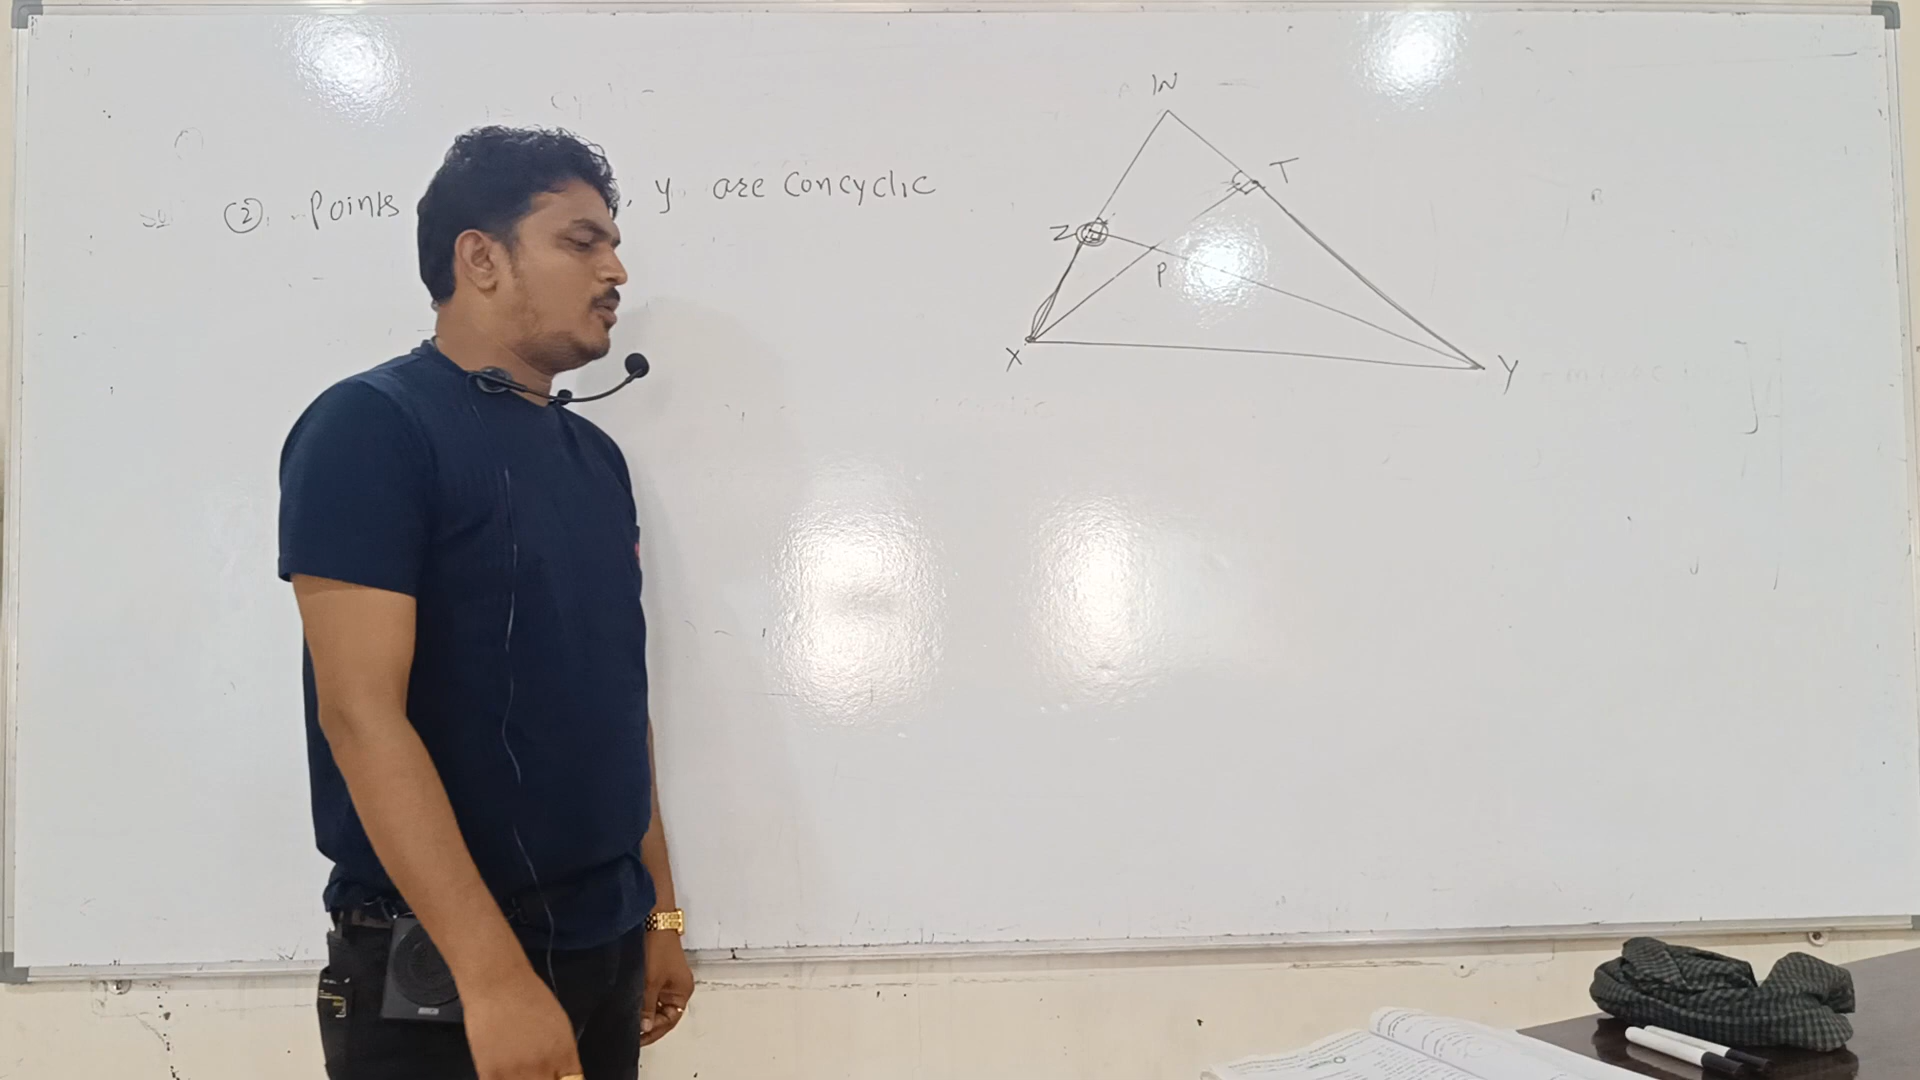 ② Points , y are Concyclic
W
T
Z
P
X
Y